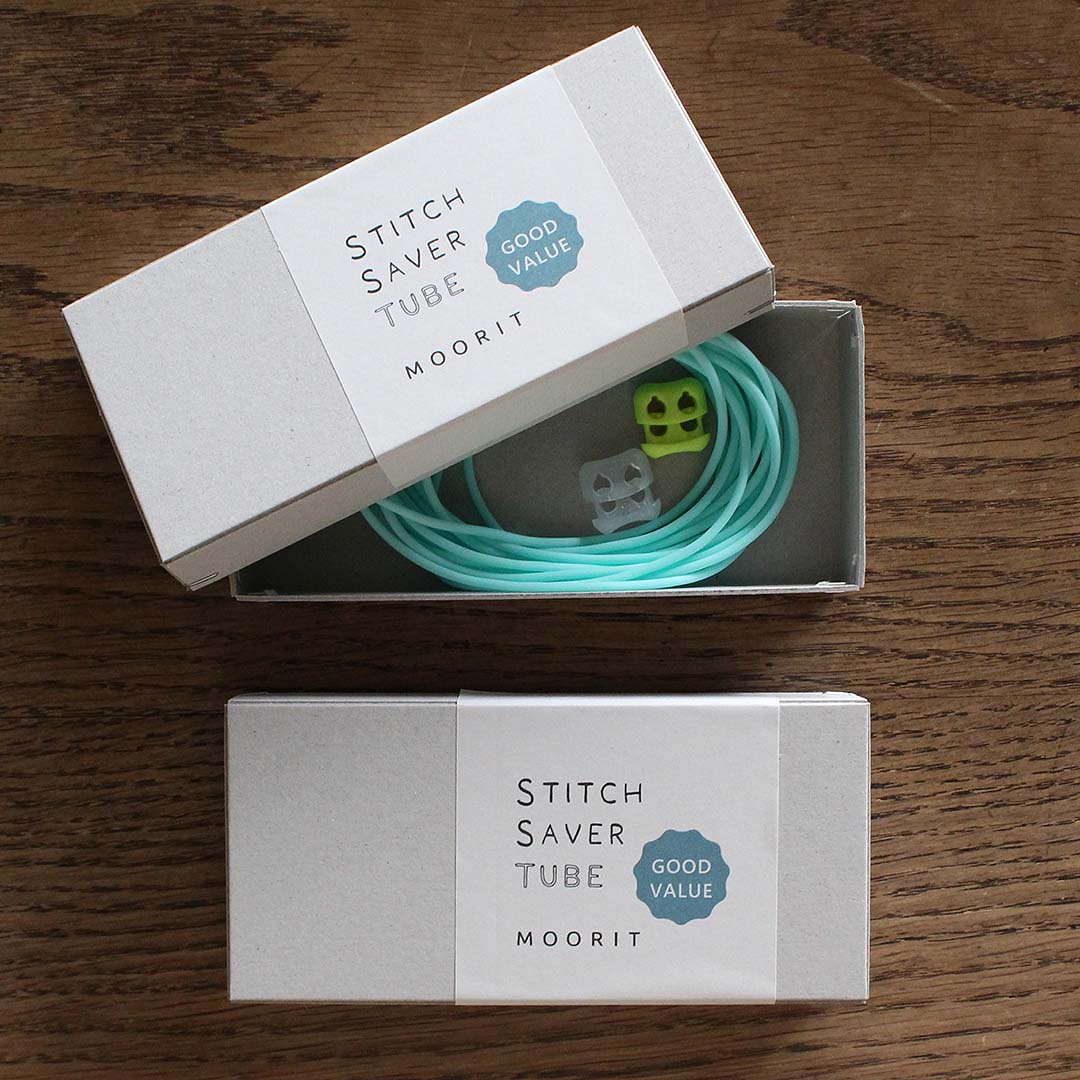 STITCH
SAVER
TUBE
GOOD
VALUE
MOORIT
STITCH
SAVER
TUBE
GOOD
VALUE
MOORIT